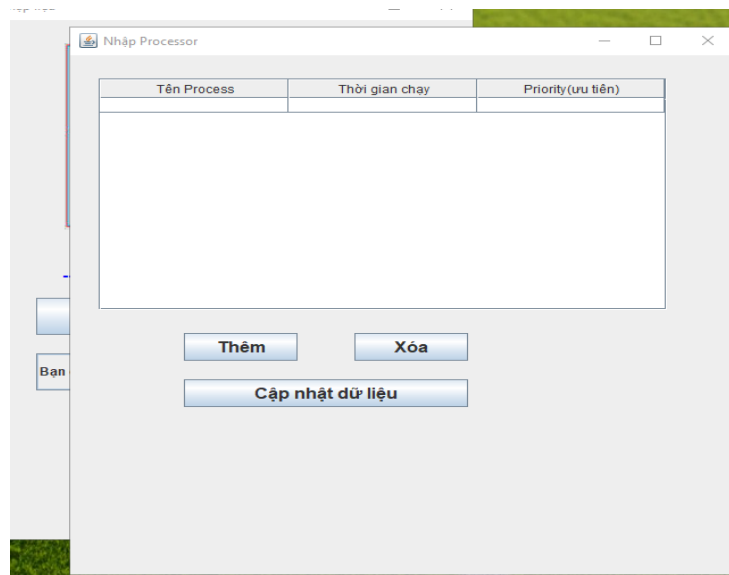 Nhập Processor
Tên Process Thời gian chạy Priority(ưu tiên)
Thêm Xóa
Bạn
Cập nhật dữ liệu